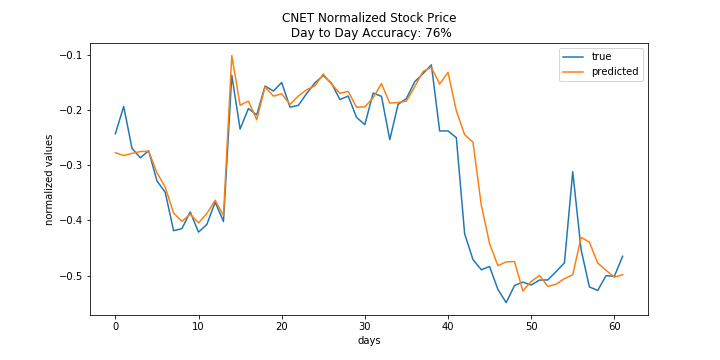 CNET Normalized Stock Price
Day to Day Accuracy: 76%
true
predicted
normalized values
−0.1
−0.2
−0.3
−0.4
−0.5
0
10
20
30
40
50
60
days